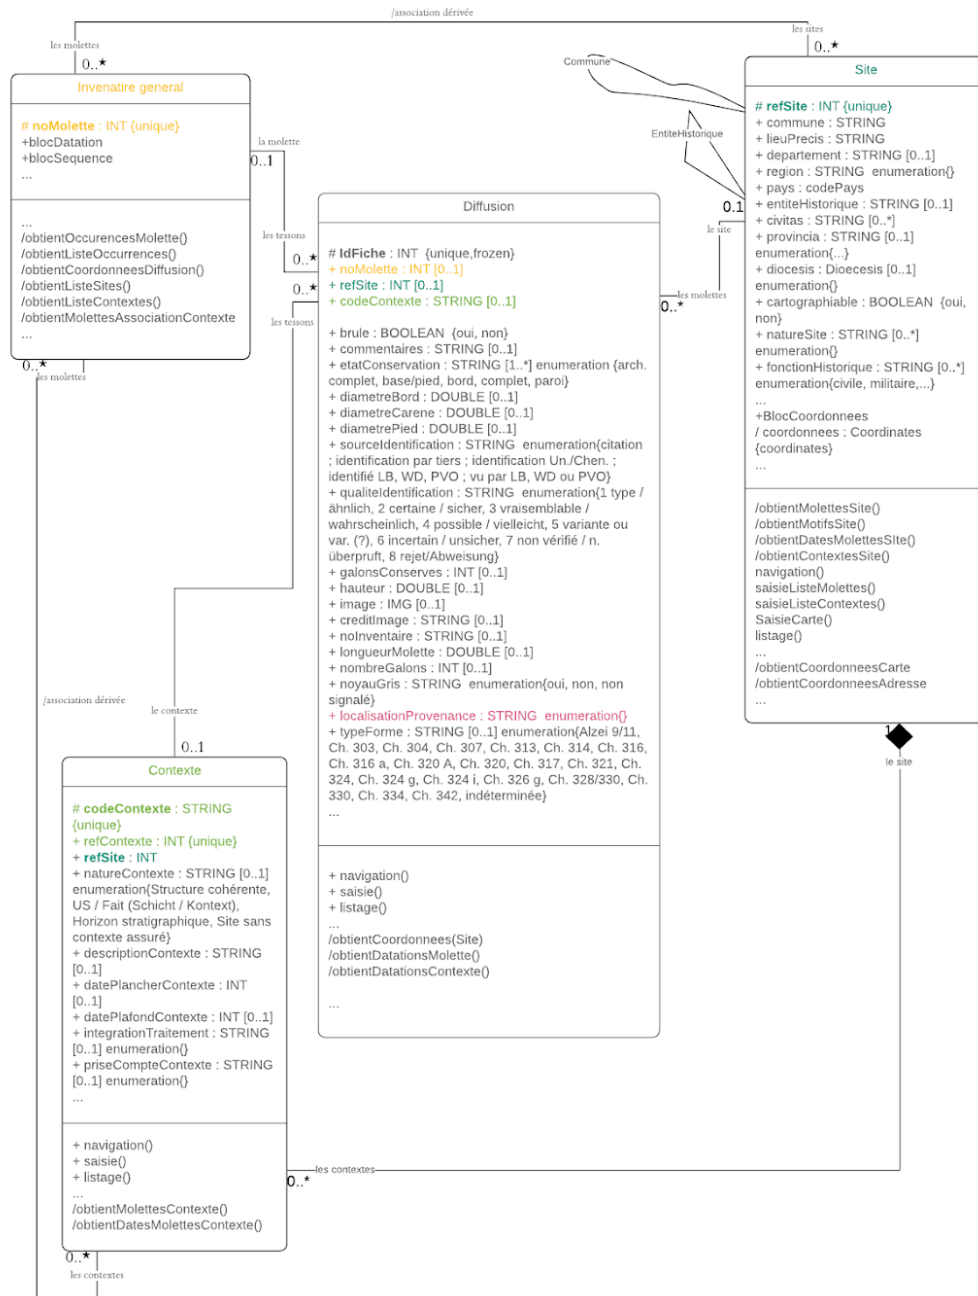 /association dérivée
les molettes
les sites
0..*
0..*
Invenatire general
# noMolette : INT {unique}
+blocDatation
+blocSequence
...
...
/obtientOccurencesMolette()
/obtientListeOccurrences()
/obtientCoordonneesDiffusion()
/obtientListeSites()
/obtientListeContextes()
/obtientMolettesAssociationContexte
...
0..*
les molettes
la molette
0..1
les tessons
0..*
0..*
les tessons
Commune
EntiteHistorique
0.1
le site
les molettes
0..*
Site
# refSite : INT {unique}
+ commune : STRING
+ lieuPrecis : STRING
+ departement : STRING [0..1]
+ region : STRING  enumeration{}
+ pays : codePays
+ entiteHistorique : STRING [0..1]
+ civitas : STRING [0..*]
+ provincia : STRING [0..1]
enumeration{...}
+ diocesis : Dioecesis [0..1]
enumeration{}
+ cartographiable : BOOLEAN  {oui,
non}
+ natureSite : STRING [0..*]
enumeration{}
+ fonctionHistorique : STRING [0..*]
enumeration{civile, militaire,...}
...
+BlocCoordonnees
/ coordonnees : Coordinates
{coordinates}
...
/obtientMolettesSite()
/obtientMotifsSite()
/obtientDatesMolettesSIte()
/obtientContextesSite()
navigation()
saisieListeMolettes()
saisieListeContextes()
SaisieCarte()
listage()
...
/obtientCoordonneesCarte
/obtientCoordonneesAdresse
...
1
le site
Diffusion
# IdFiche : INT  {unique,frozen}
+ noMolette : INT [0..1]
+ refSite : INT [0..1]
+ codeContexte : STRING [0..1]
+ brule : BOOLEAN  {oui, non}
+ commentaires : STRING [0..1]
+ etatConservation : STRING [1..*] enumeration {arch.
complet, base/pied, bord, complet, paroi}
+ diametreBord : DOUBLE [0..1]
+ diametreCarene : DOUBLE [0..1]
+ diametrePied : DOUBLE [0..1]
+ sourceIdentification : STRING  enumeration{citation
; identification par tiers ; identification Un./Chen. ;
identifié LB, WD, PVO ; vu par LB, WD ou PVO}
+ qualiteIdentification : STRING  enumeration{1 type /
ähnlich, 2 certaine / sicher, 3 vraisemblable /
wahrscheinlich, 4 possible / vielleicht, 5 variante ou
var. (?), 6 incertain / unsicher, 7 non vérifié / n.
überpruft, 8 rejet/Abweisung}
+ galonsConserves : INT [0..1]
+ hauteur : DOUBLE [0..1]
+ image : IMG [0..1]
+ creditImage : STRING [0..1]
+ noInventaire : STRING [0..1]
+ longueurMolette : DOUBLE [0..1]
+ nombreGalons : INT [0..1]
+ noyauGris : STRING  enumeration{oui, non, non
signalé}
+ localisationProvenance : STRING  enumeration{}
+ typeForme : STRING [0..1] enumeration{Alzei 9/11,
Ch. 303, Ch. 304, Ch. 307, Ch. 313, Ch. 314, Ch. 316,
Ch. 316 a, Ch. 320 A, Ch. 320, Ch. 317, Ch. 321, Ch.
324, Ch. 324 g, Ch. 324 i, Ch. 326 g, Ch. 328/330, Ch.
330, Ch. 334, Ch. 342, indéterminée}
...
+ navigation()
+ saisie()
+ listage()
...
/obtientCoordonnees(Site)
/obtientDatationsMolette()
/obtientDatationsContexte()
...
/association dérivée
le contexte
0..1
Contexte
# codeContexte : STRING
{unique}
+ refContexte : INT {unique}
+ refSite : INT
+ natureContexte : STRING [0..1]
enumeration{Structure cohérente,
US / Fait (Schicht / Kontext),
Horizon stratigraphique, Site sans
contexte assuré}
+ descriptionContexte : STRING
[0..1]
+ datePlancherContexte : INT
[0..1]
+ datePlafondContexte : INT [0..1]
+ integrationTraitement : STRING
[0..1] enumeration{}
+ priseCompteContexte : STRING
[0..1] enumeration{}
...
+ navigation()
+ saisie()
+ listage()
...
/obtientMolettesContexte()
/obtientDatesMolettesContexte()
les contextes
0..*
0..*
les contextes